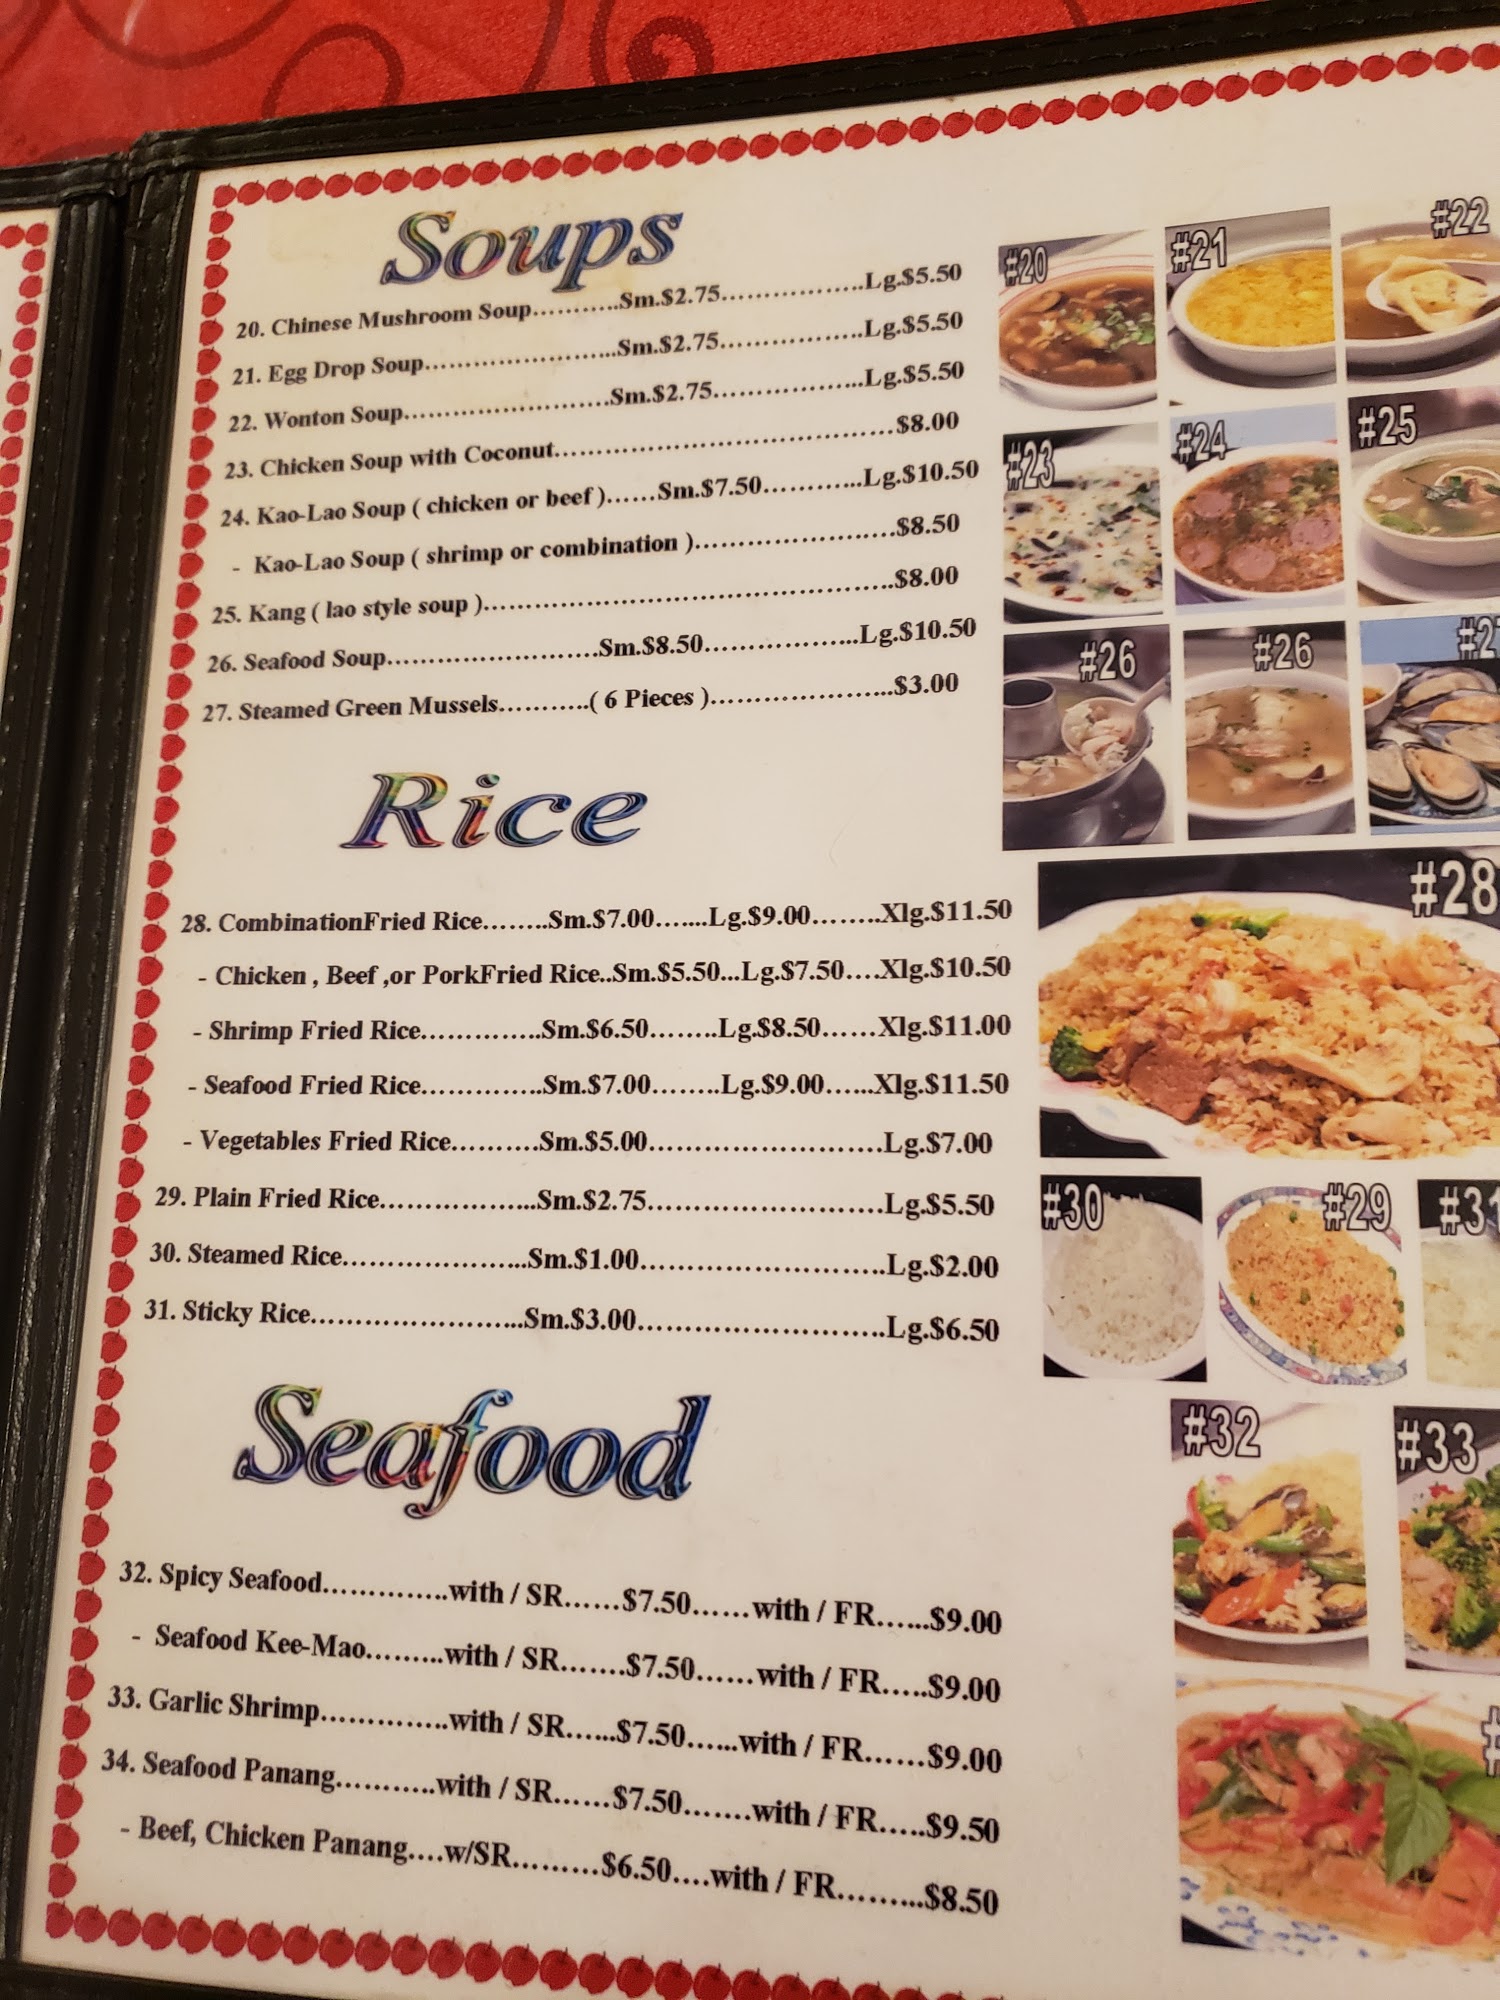 Soups
20. Chinese Mushroom Soup...........Sm.$2.75..................Lg.$5.50
21. Egg Drop Soup.........................Sm.$2.75..................Lg.$5.50
22. Wonton Soup..........................Sm.$2.75...................Lg.$5.50
23. Chicken Soup with Coconut...........................................$8.00
24. Kao-Lao Soup ( chicken or beef )......Sm.$7.50............Lg.$10.50
- Kao-Lao Soup ( shrimp or combination ).........................$8.50
25. Kang ( lao style soup )....................................................$8.00
26. Seafood Soup...........................Sm.$8.50...................Lg.$10.50
27. Steamed Green Mussels...........( 6 Pieces ).......................$3.00
Rice
28. CombinationFried Rice........Sm.$7.00.......Lg.$9.00........Xlg.$11.50
- Chicken , Beef ,or PorkFried Rice..Sm.$5.50...Lg.$7.50....Xlg.$10.50
- Shrimp Fried Rice..............Sm.$6.50........Lg.$8.50......Xlg.$11.00
- Seafood Fried Rice..............Sm.$7.00........Lg.$9.00......Xlg.$11.50
- Vegetables Fried Rice..........Sm.$5.00...........................Lg.$7.00
29. Plain Fried Rice..................Sm.$2.75...........................Lg.$5.50
30. Steamed Rice.....................Sm.$1.00............................Lg.$2.00
31. Sticky Rice........................Sm.$3.00............................Lg.$6.50
Seafood
32. Spicy Seafood..............with / SR......$7.50......with / FR......$9.00
- Seafood Kee-Mao.........with / SR.......$7.50......with / FR.....$9.00
33. Garlic Shrimp..............with / SR......$7.50......with / FR......$9.00
34. Seafood Panang...........with / SR......$7.50.......with / FR.....$9.50
- Beef, Chicken Panang....w/SR.........$6.50....with / FR.........$8.50
#20
#21
#22
#23
#24
#25
#26
#26
#28
#30
#29
#32
#33